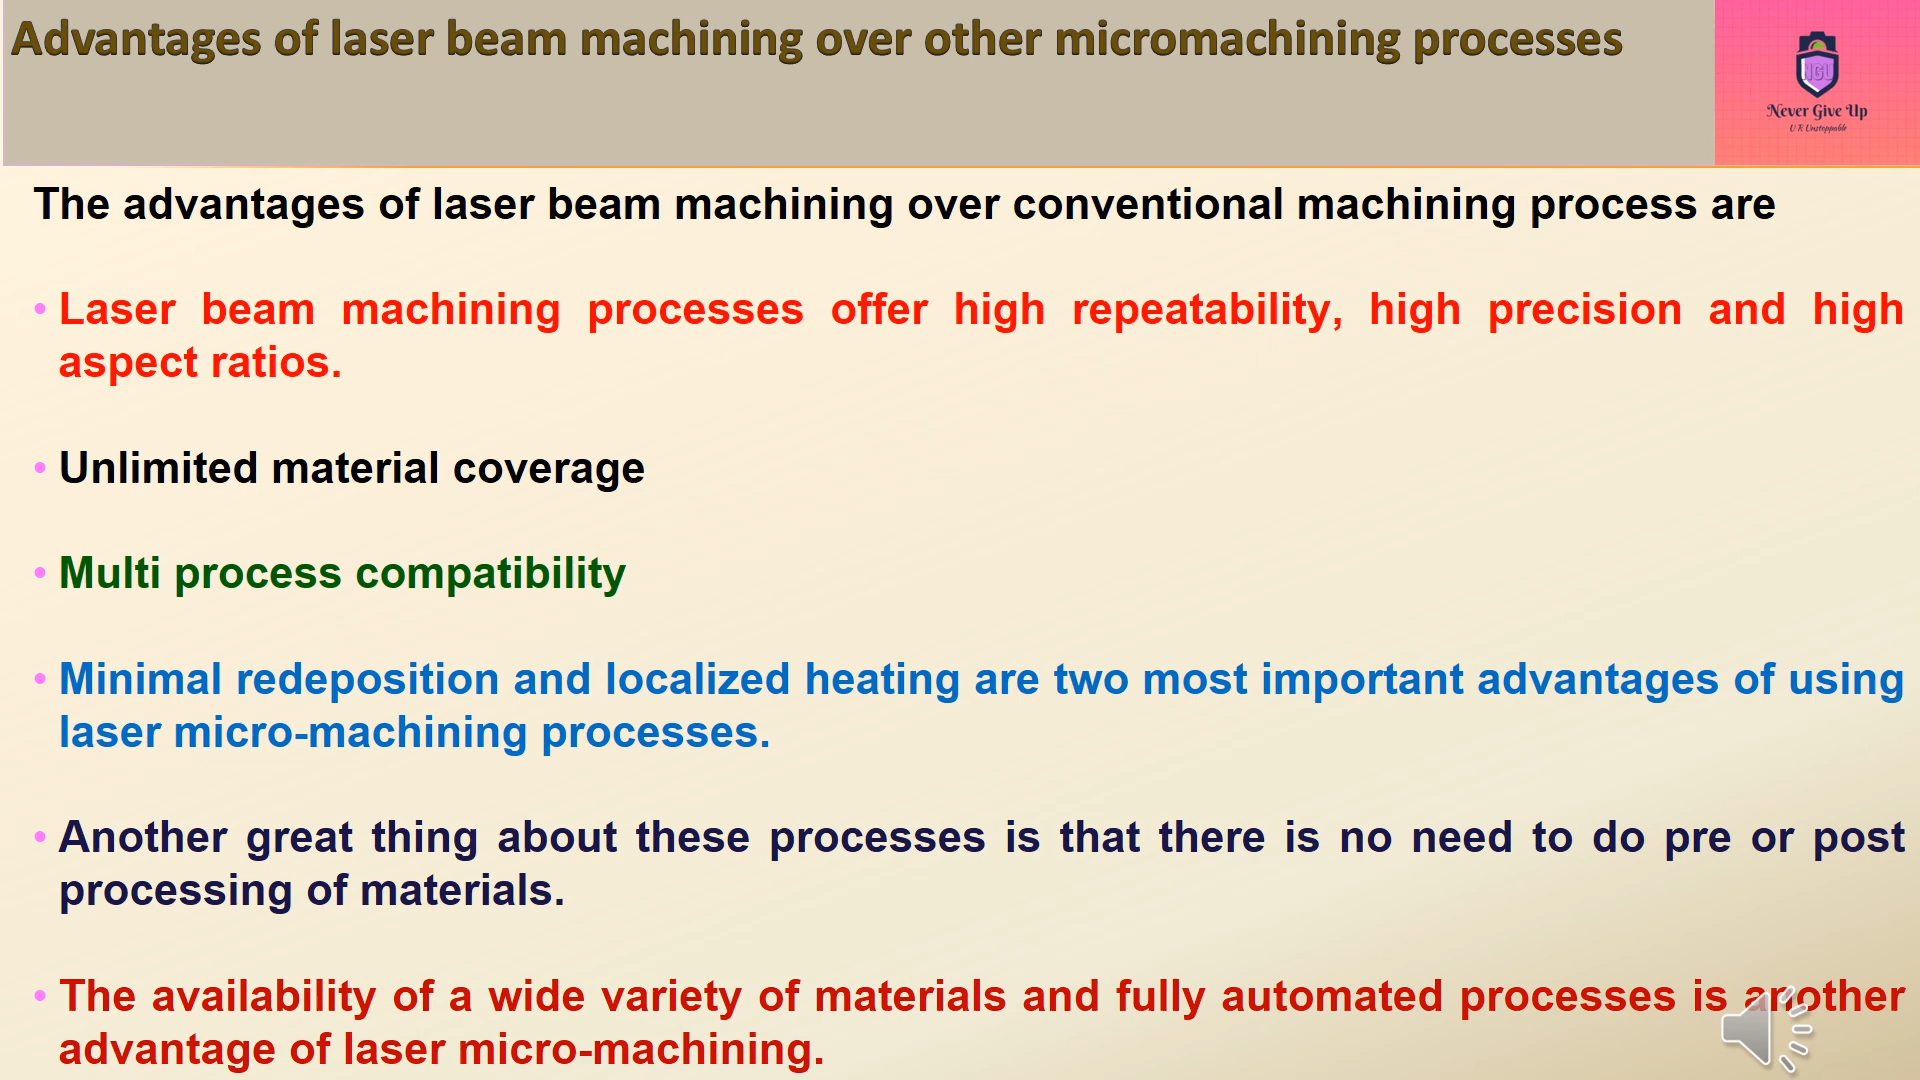 Advantages of laser beam machining over other micromachining processes
NGU
Never Give Up
U R Unstoppable
The advantages of laser beam machining over conventional machining process are
• Laser beam machining processes offer high repeatability, high precision and high
aspect ratios.
• Unlimited material coverage
• Multi process compatibility
• Minimal redeposition and localized heating are two most important advantages of using
laser micro-machining processes.
• Another great thing about these processes is that there is no need to do pre or post
processing of materials.
• The availability of a wide variety of materials and fully automated processes is another
advantage of laser micro-machining.